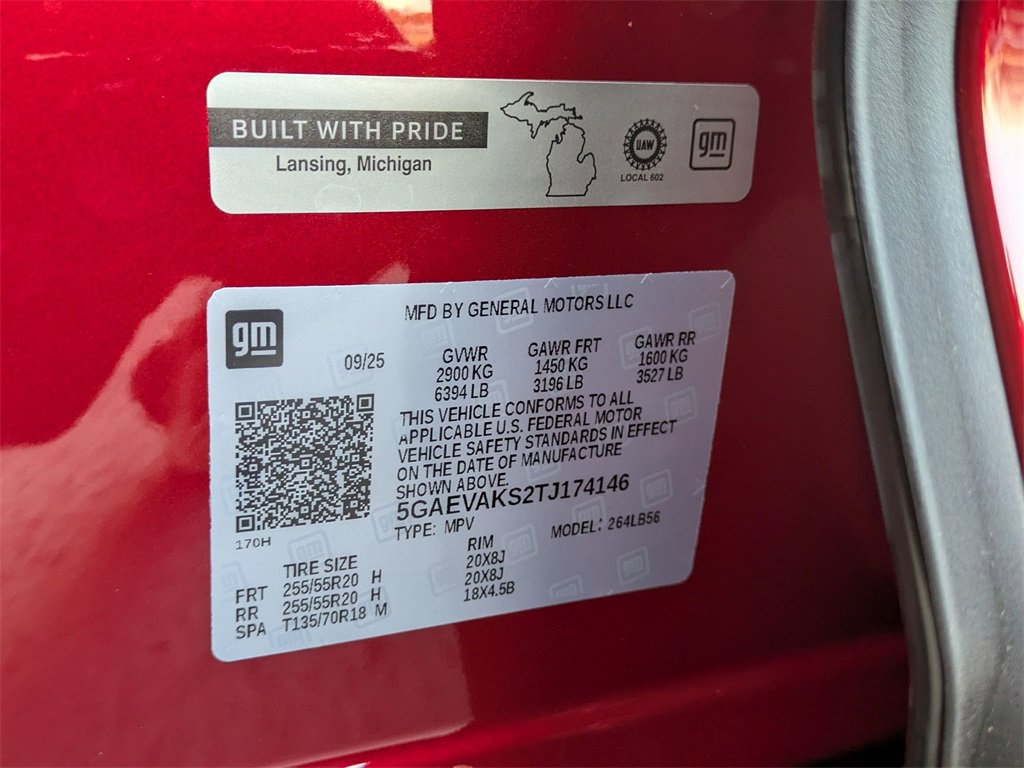 BUILT WITH PRIDE
Lansing, Michigan
UAW
LOCAL 602
gm
gm
MFD BY GENERAL MOTORS LLC
09/25
GVWR GAWR FRT GAWR RR
2900 KG 1450 KG 1600 KG
6394 LB 3196 LB 3527 LB
THIS VEHICLE CONFORMS TO ALL
APPLICABLE U.S. FEDERAL MOTOR
VEHICLE SAFETY STANDARDS IN EFFECT
ON THE DATE OF MANUFACTURE
SHOWN ABOVE.
5GAEVAKS2TJ174146
TYPE: MPV MODEL: 264LB56
170H
TIRE SIZE RIM
FRT 255/55R20 H 20X8J
RR 255/55R20 H 20X8J
SPA T135/70R18 M 18X4.5B